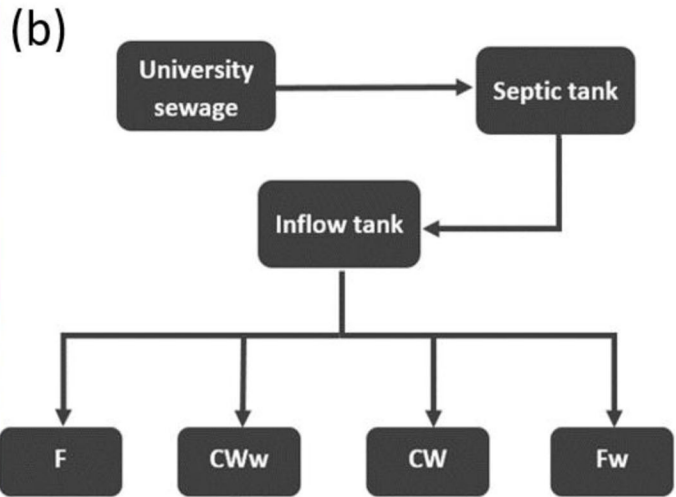 (b)
University
sewage
Septic tank
Inflow tank
F
CWw
CW
Fw